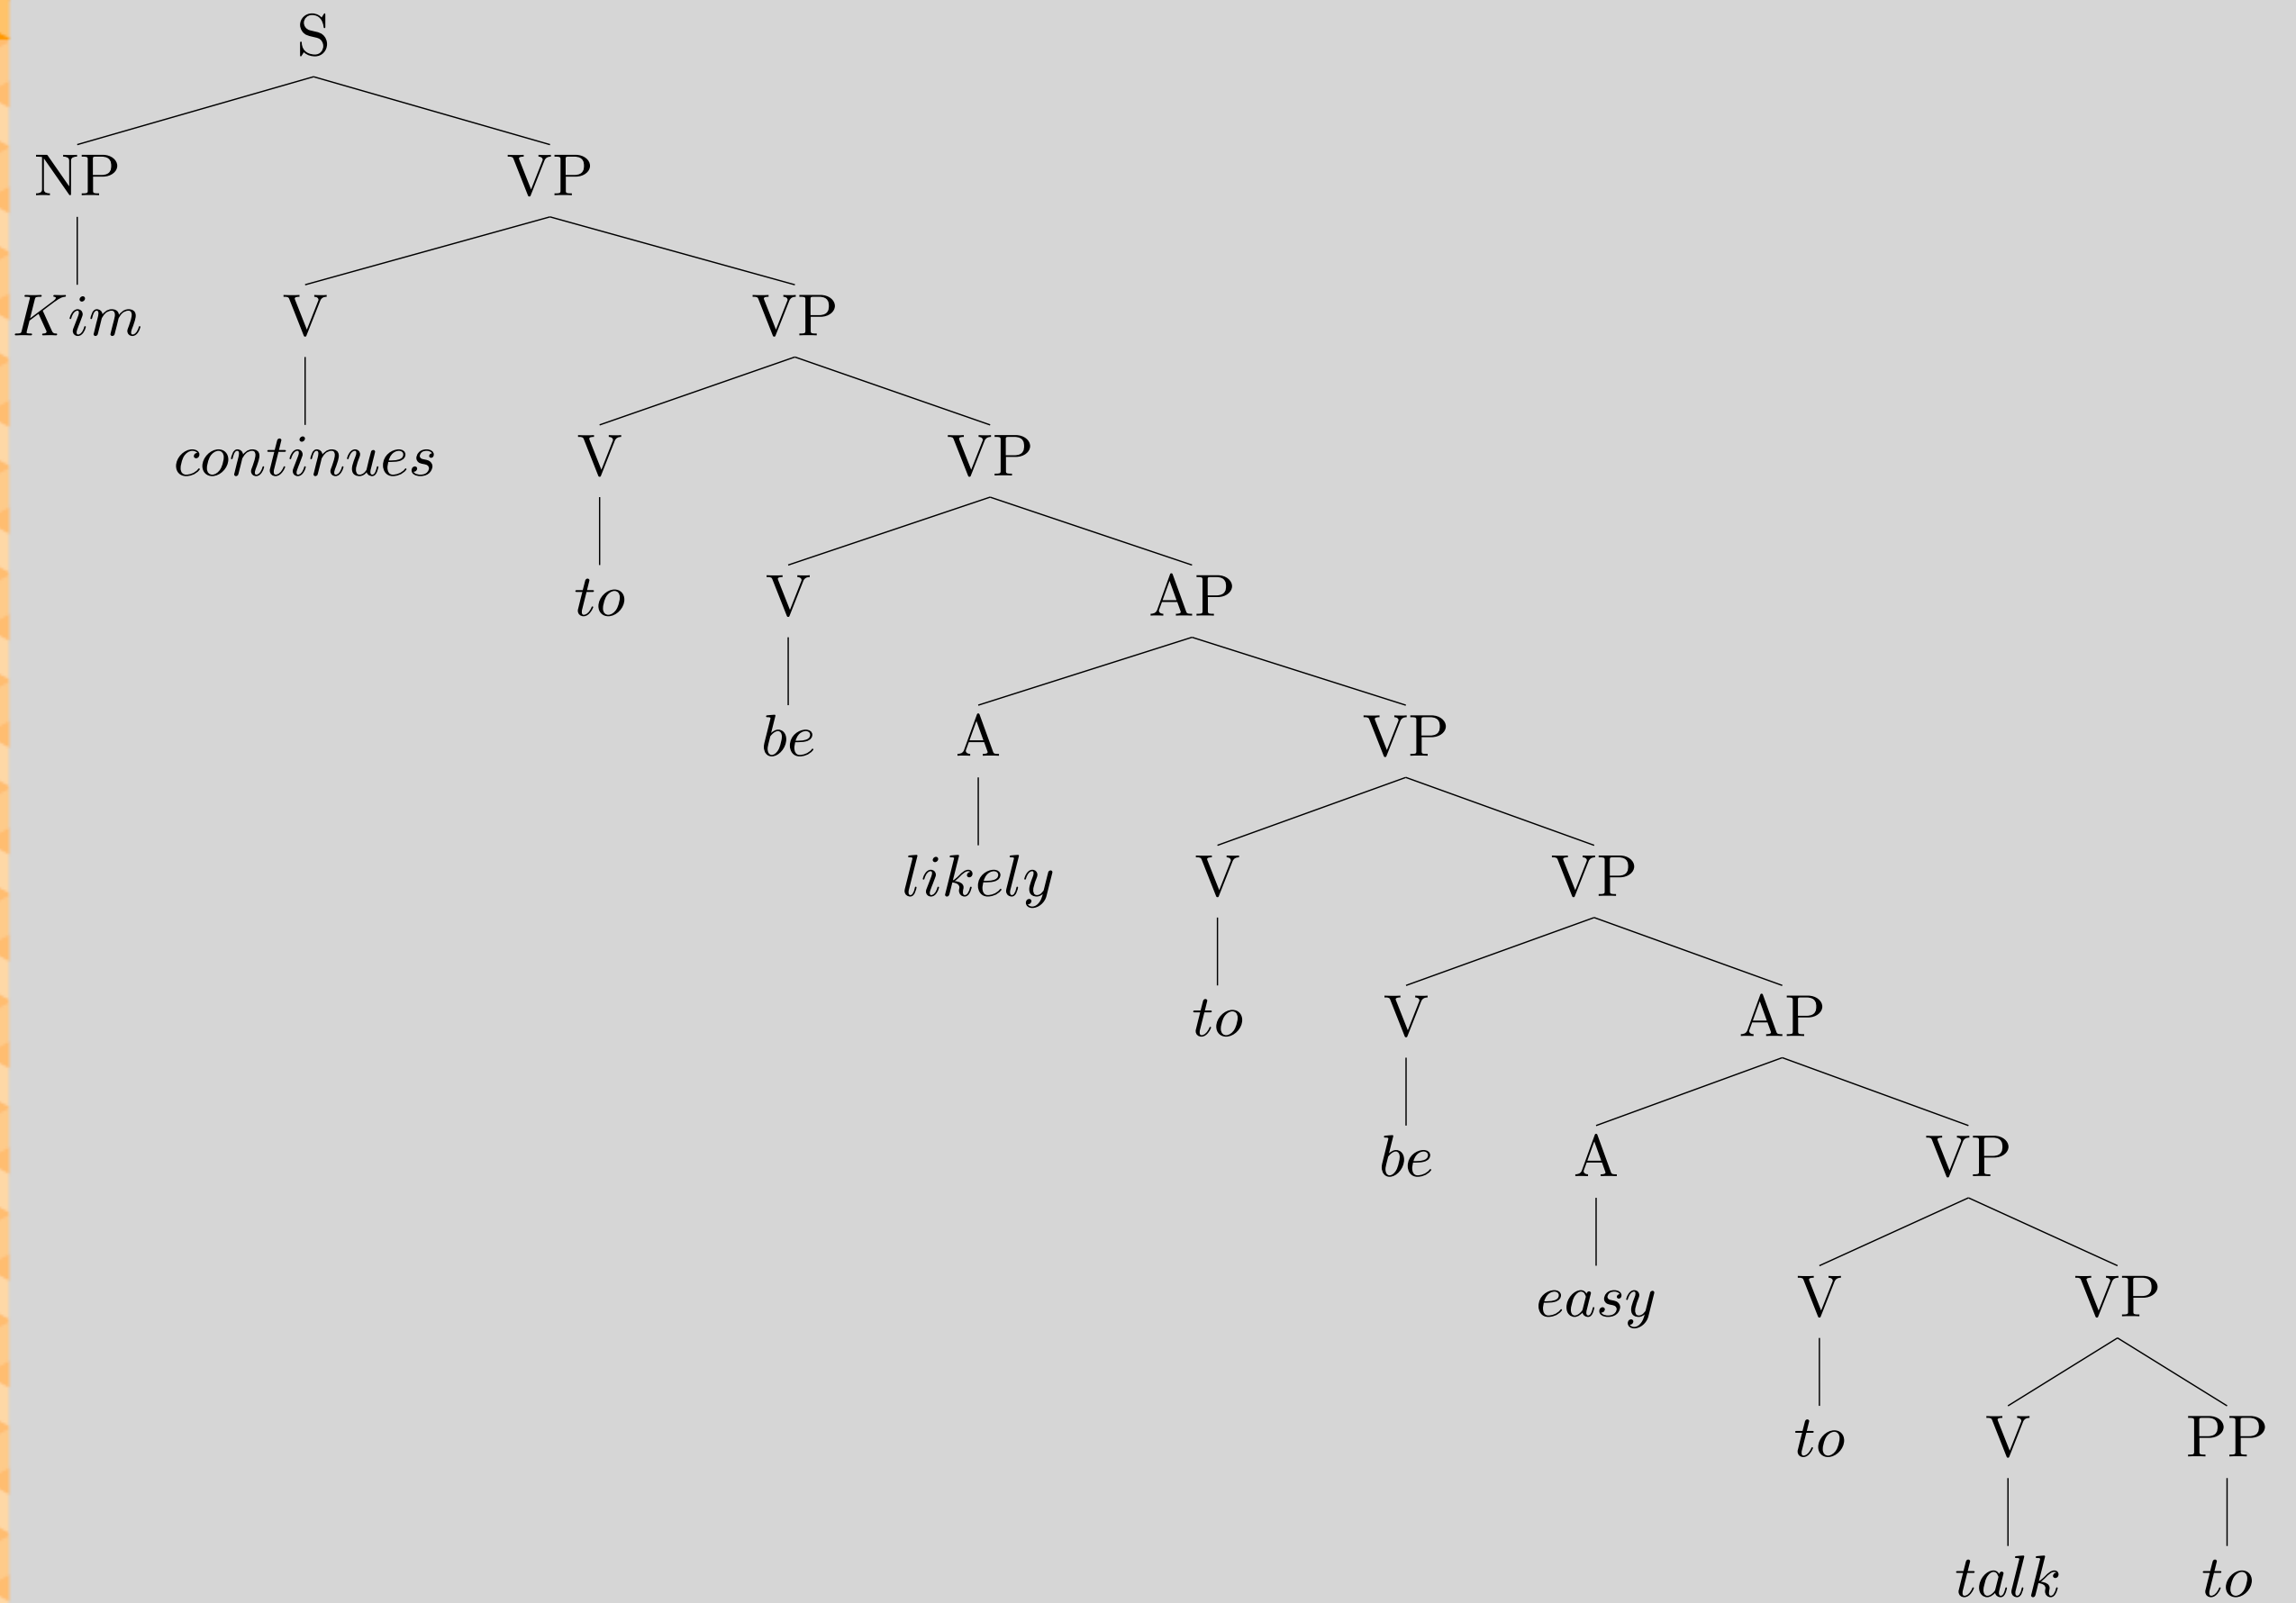 S
NP VP
Kim V VP
continues V VP
to V AP
be A VP
likely V VP
to V AP
be A VP
easy V VP
to V PP
talk to